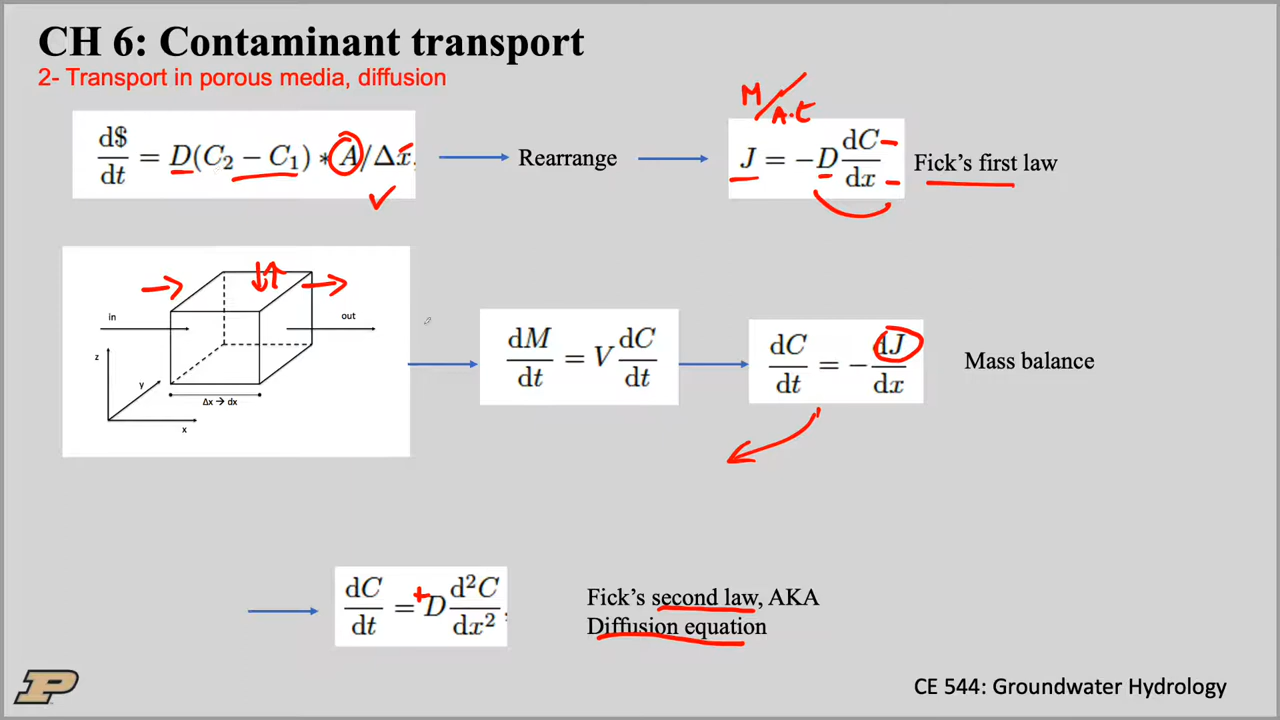 CH 6: Contaminant transport
2- Transport in porous media, diffusion
M/A.t
d$/dt = D(C₂ − C₁) ∗ A/Δx,
Rearrange
J = −D dC/dx
Fick's first law
in
out
z
y
Δx → dx
x
dM/dt = V dC/dt
dC/dt = − dJ/dx
Mass balance
dC/dt = + D d²C/dx²,
Fick's second law, AKA
Diffusion equation
P
CE 544: Groundwater Hydrology